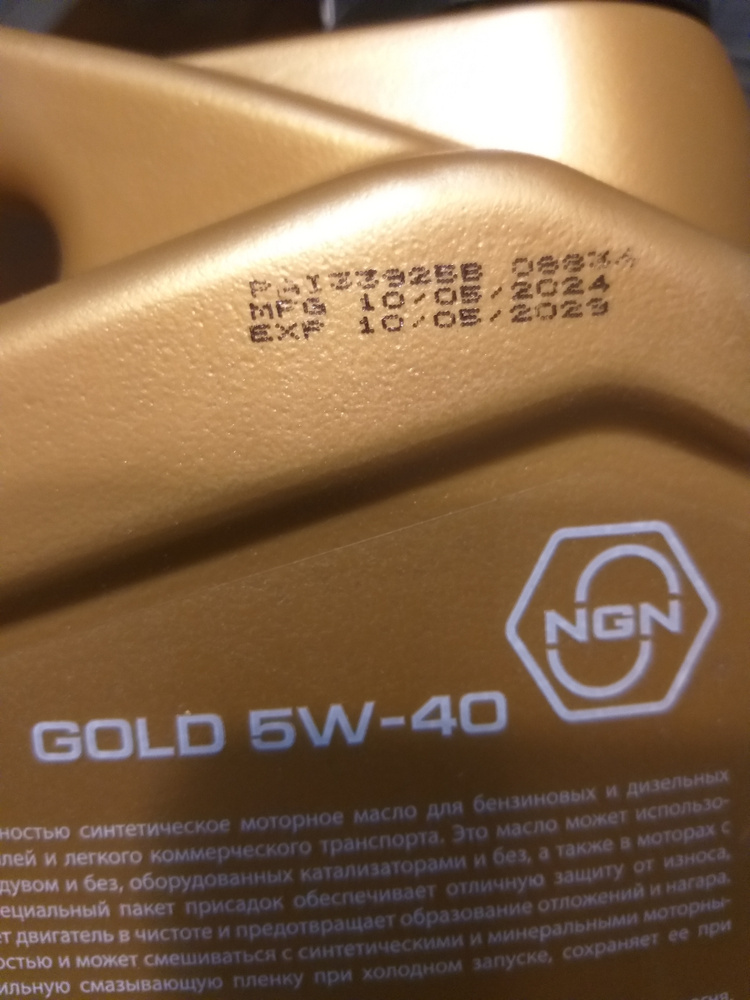 MFG 10/05/2024
EXP 10/05/2029
NGN
GOLD 5W-40
ностью синтетическое моторное масло для бензиновых и дизельных
лей и легкого коммерческого транспорта. Это масло может использо-
дувом и без, оборудованных катализаторами и без, а также в моторах с
ециальный пакет присадок обеспечивает отличную защиту от износа,
ет двигатель в чистоте и предотвращает образование отложений и нагара.
остью и может смешиваться с синтетическими и минеральными моторны-
ильную смазывающую пленку при холодном запуске, сохраняет ее при